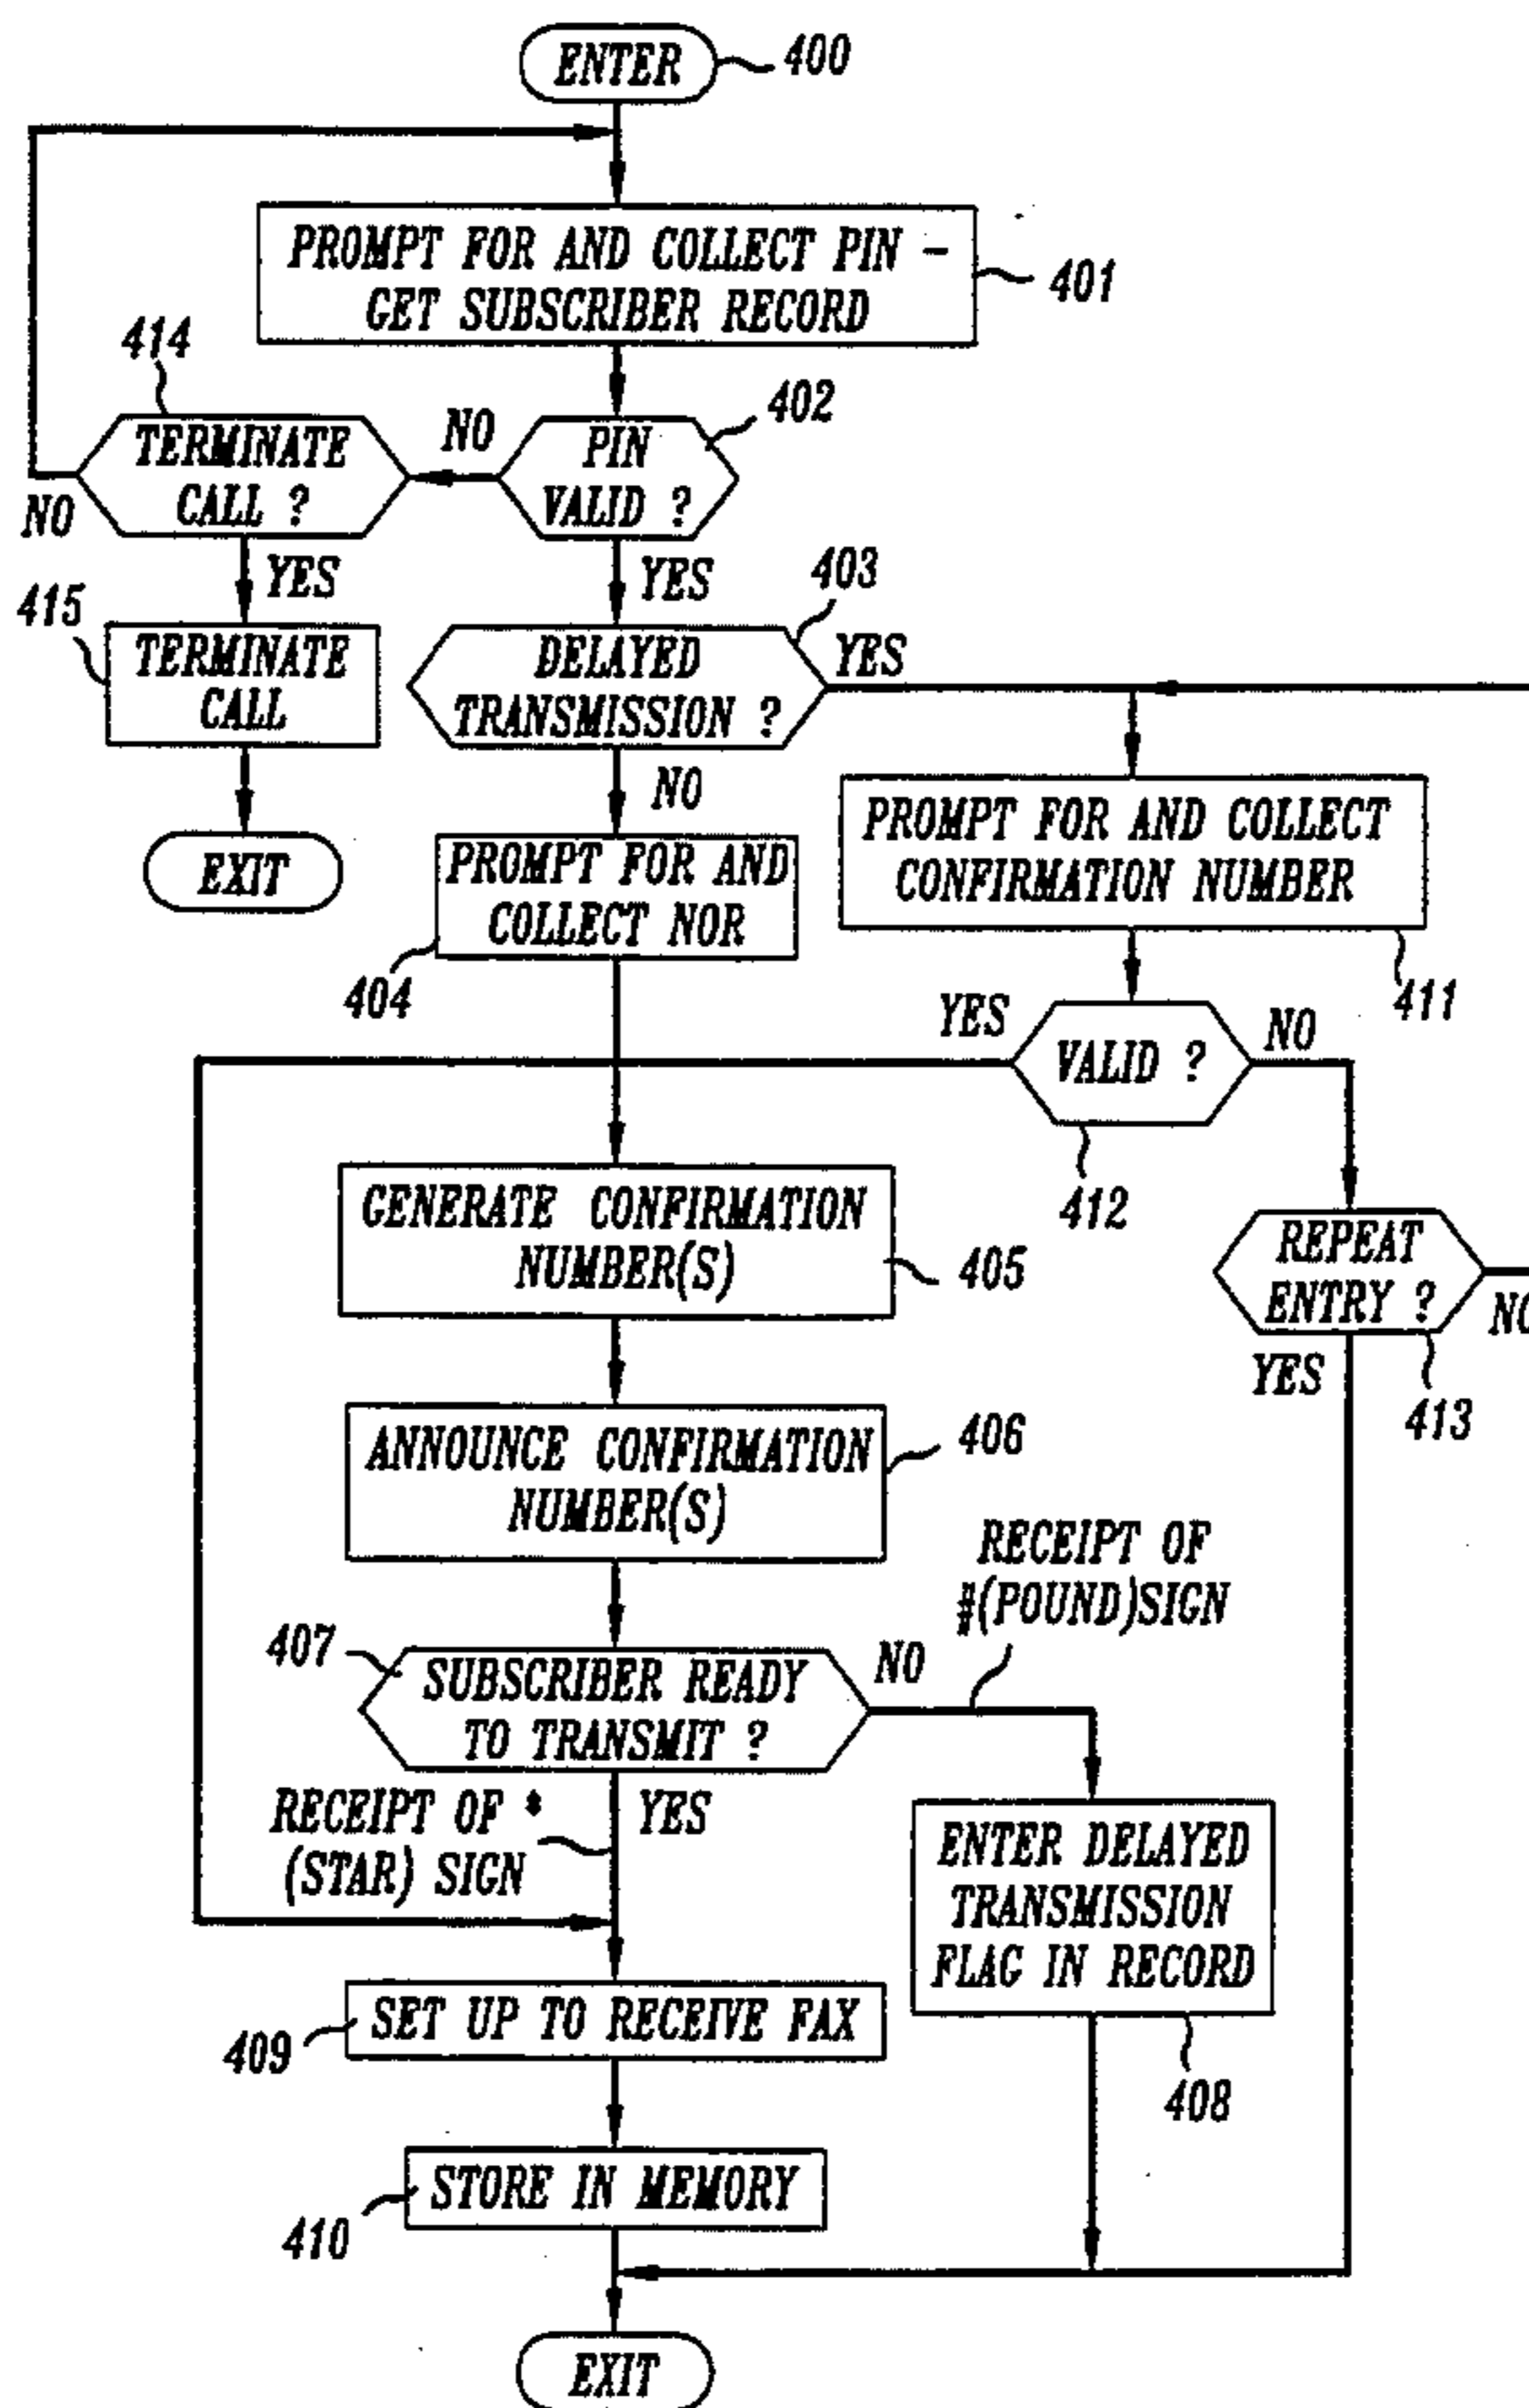 ENTER
400
PROMPT FOR AND COLLECT PIN -
GET SUBSCRIBER RECORD
401
414
TERMINATE
CALL ?
NO
NO
PIN
VALID ?
402
YES
YES
415
TERMINATE
CALL
EXIT
403
DELAYED
TRANSMISSION ?
YES
NO
PROMPT FOR AND
COLLECT NOR
404
PROMPT FOR AND COLLECT
CONFIRMATION NUMBER
411
YES
VALID ?
NO
412
GENERATE CONFIRMATION
NUMBER(S)
405
REPEAT
ENTRY ?
NO
YES
413
ANNOUNCE CONFIRMATION
NUMBER(S)
406
RECEIPT OF
#(POUND)SIGN
407
SUBSCRIBER READY
TO TRANSMIT ?
NO
RECEIPT OF *
(STAR) SIGN
YES
ENTER DELAYED
TRANSMISSION
FLAG IN RECORD
408
SET UP TO RECEIVE FAX
409
STORE IN MEMORY
410
EXIT